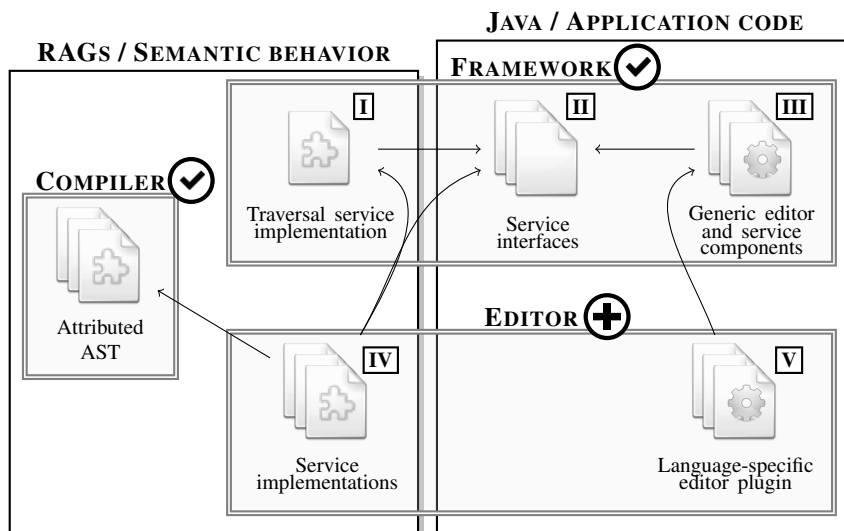 JAVA / APPLICATION CODE
RAGS / SEMANTIC BEHAVIOR
FRAMEWORK
I
II
III
COMPILER
Traversal service
implementation
Service
interfaces
Generic editor
and service
components
Attributed
AST
EDITOR
IV
V
Service
implementations
Language-specific
editor plugin